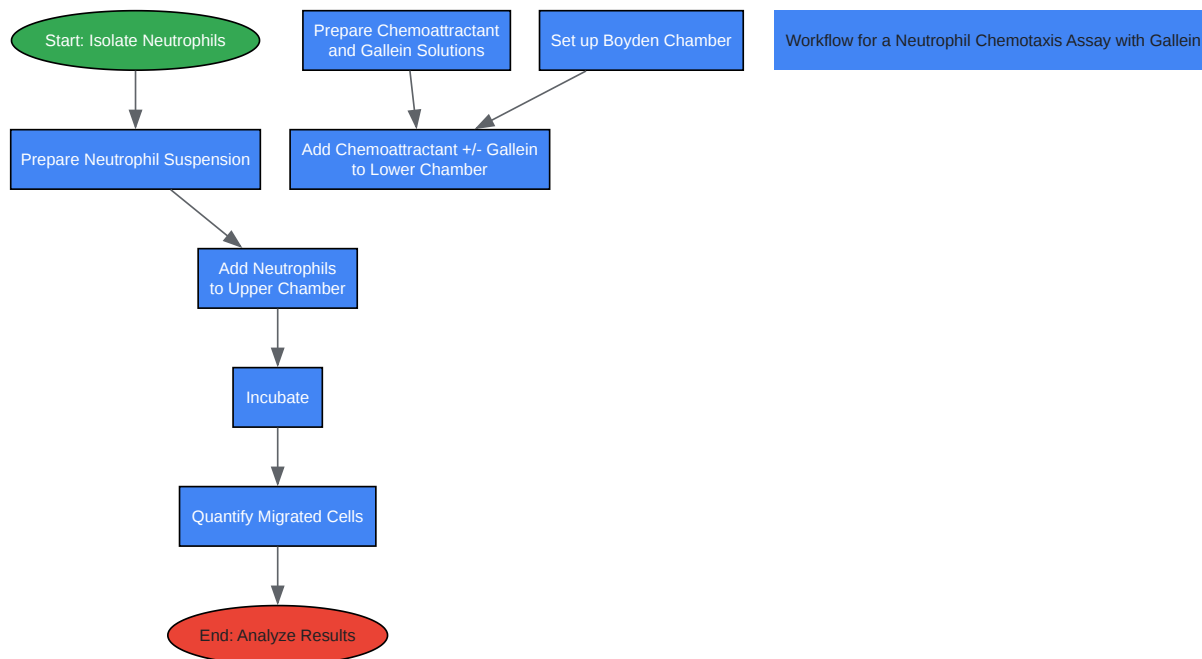 Start: Isolate Neutrophils
Prepare Chemoattractant
and Gallein Solutions
Set up Boyden Chamber
Workflow for a Neutrophil Chemotaxis Assay with Gallein
Prepare Neutrophil Suspension
Add Chemoattractant +/- Gallein
to Lower Chamber
Add Neutrophils
to Upper Chamber
Incubate
Quantify Migrated Cells
End: Analyze Results